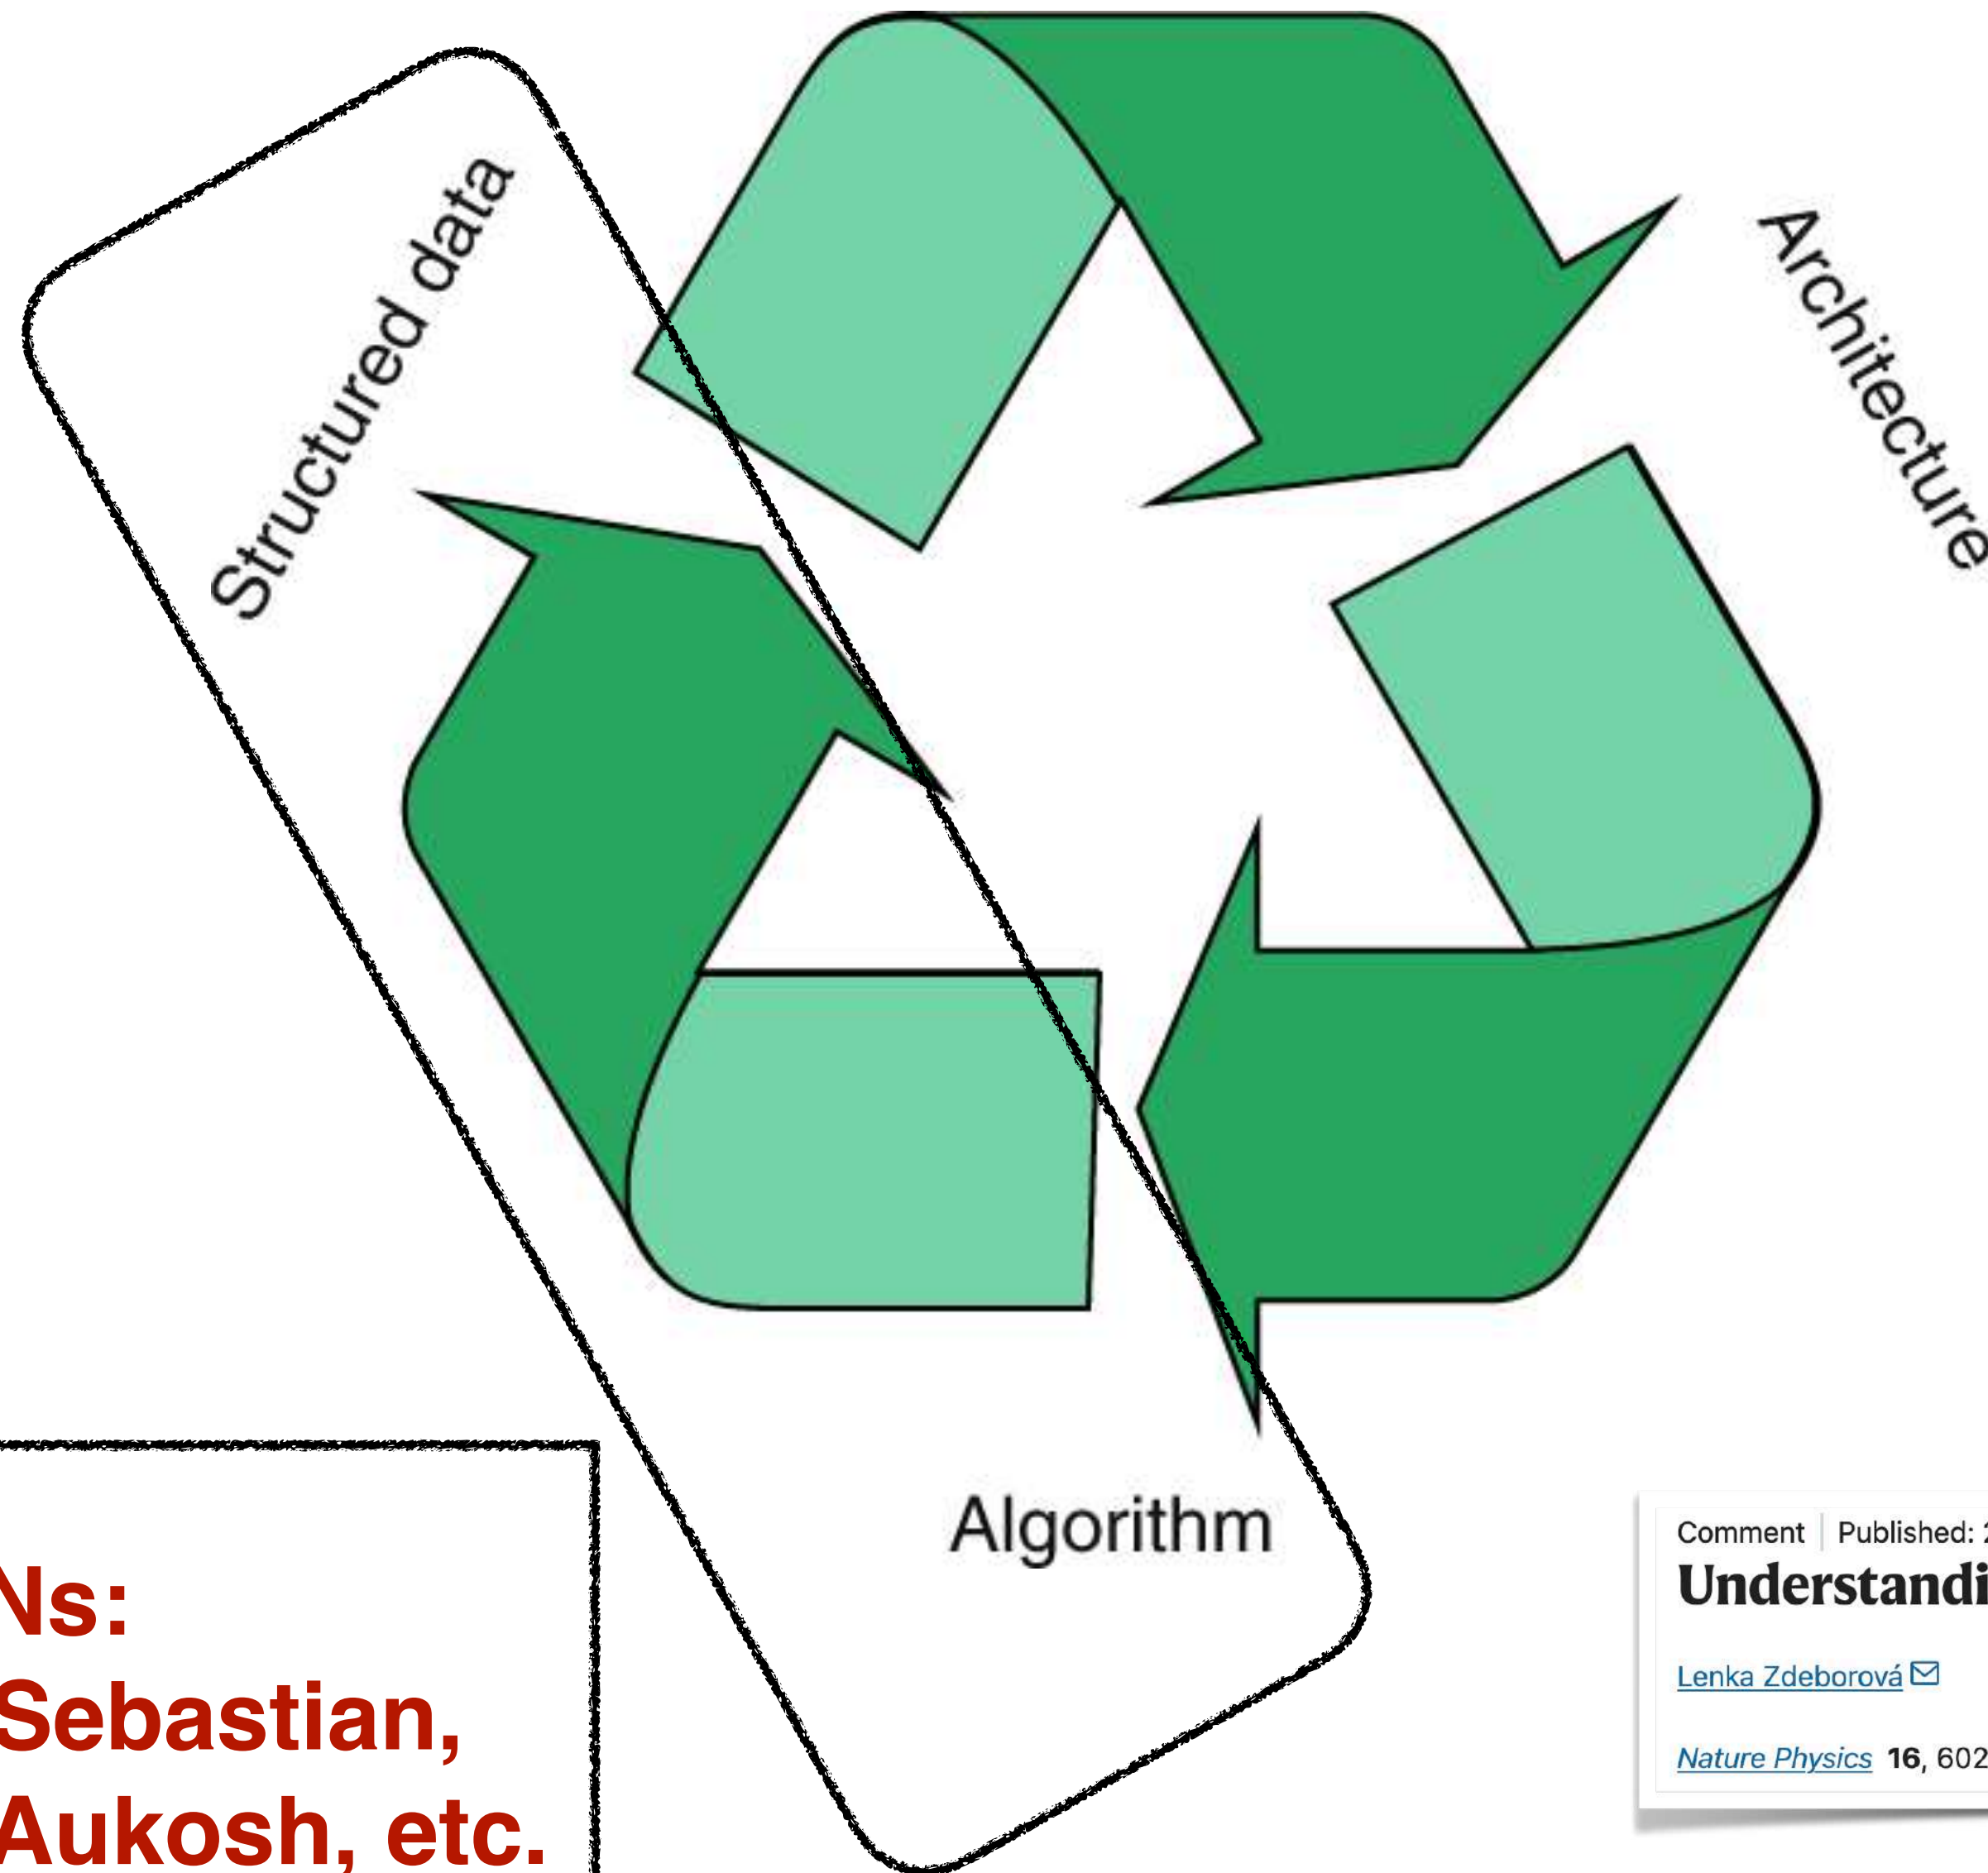 Structured data
Architecture
Algorithm
Ns:
Sebastian,
Aukosh, etc.
Comment | Published:
Understandi
Lenka Zdeborová
Nature Physics 16, 602